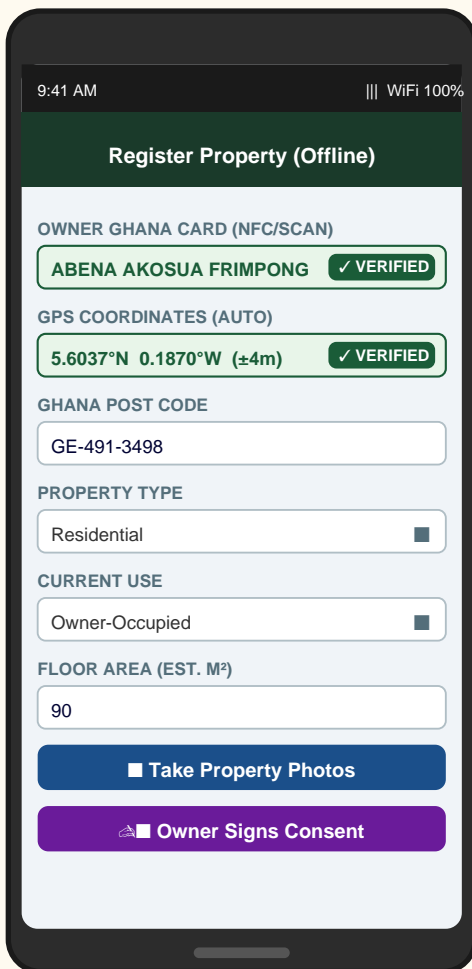 9:41 AM ||| WiFi 100%
Register Property (Offline)
OWNER GHANA CARD (NFC/SCAN)
ABENA AKOSUA FRIMPONG ✓ VERIFIED
GPS COORDINATES (AUTO)
5.6037°N 0.1870°W (±4m) ✓ VERIFIED
GHANA POST CODE
GE-491-3498
PROPERTY TYPE
Residential ■
CURRENT USE
Owner-Occupied ■
FLOOR AREA (EST. M²)
90
■ Take Property Photos
✍■ Owner Signs Consent